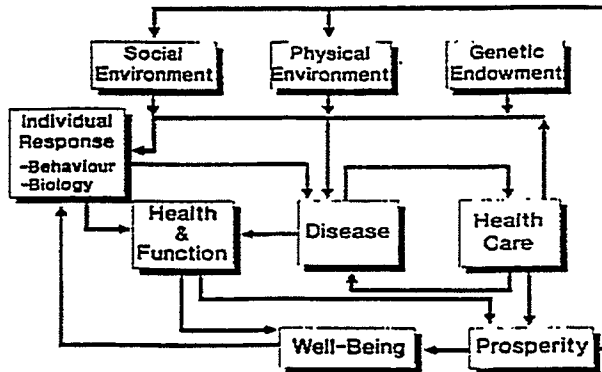 Social
Environment
Physical
Environment
Genetic
Endowment
Individual
Response
-Behaviour
-Biology
Health
&
Function
Disease
Health
Care
Well-Being
Prosperity